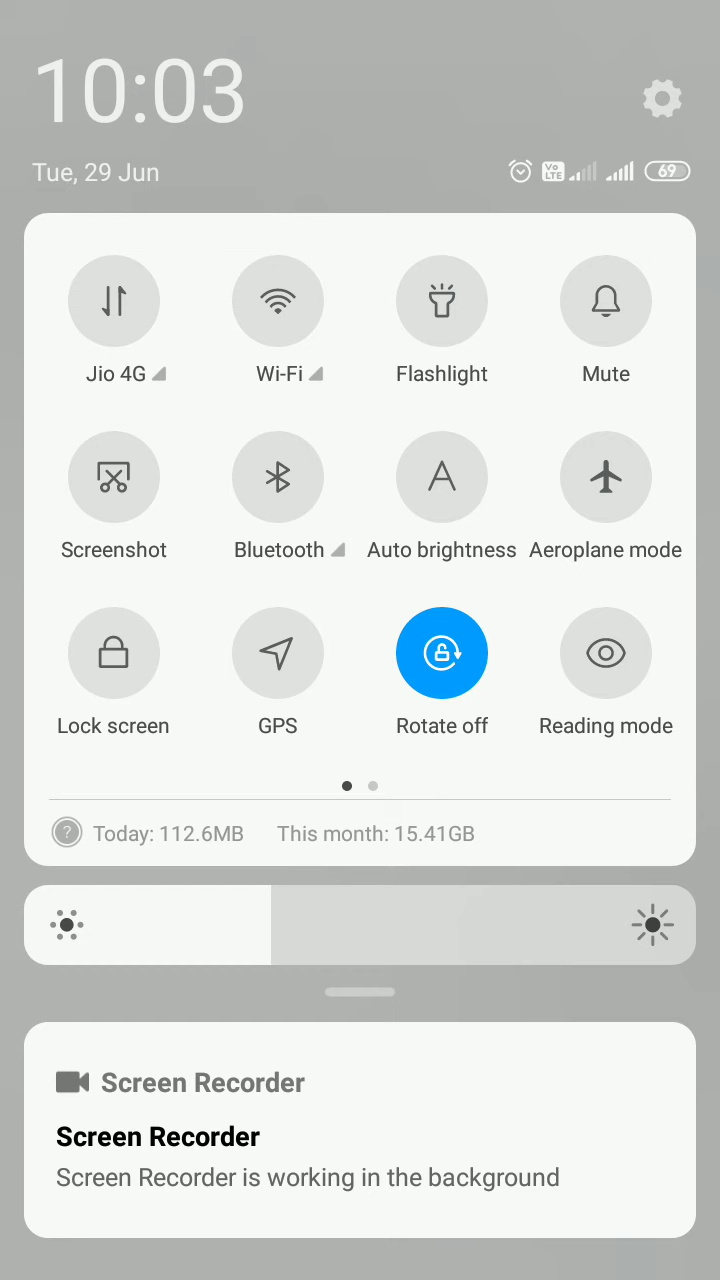 10:03
Tue, 29 Jun
Vo LTE 69
Jio 4G Wi-Fi Flashlight Mute
Screenshot Bluetooth Auto brightness Aeroplane mode
Lock screen GPS Rotate off Reading mode
? Today: 112.6MB This month: 15.41GB
Screen Recorder
Screen Recorder
Screen Recorder is working in the background